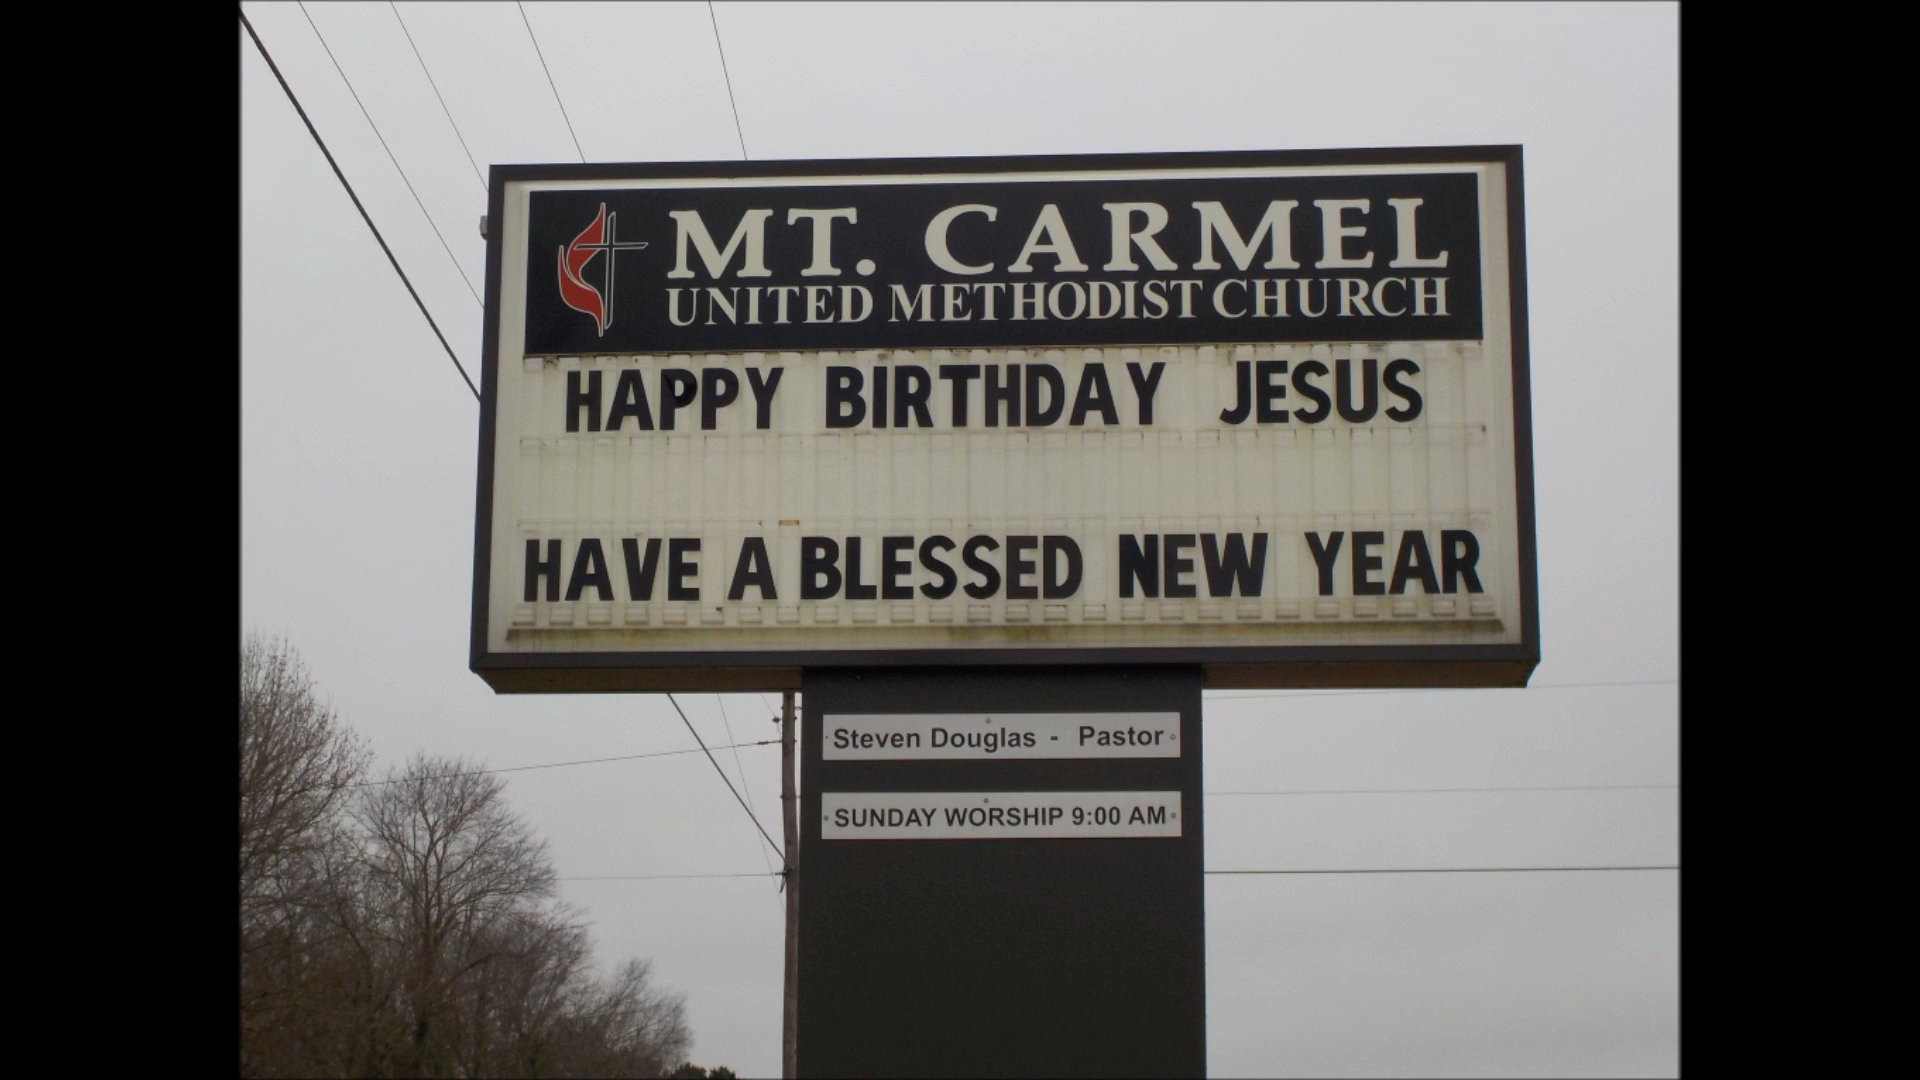 MT. CARMEL
UNITED METHODIST CHURCH
HAPPY BIRTHDAY JESUS
HAVE A BLESSED NEW YEAR
Steven Douglas - Pastor
SUNDAY WORSHIP 9:00 AM